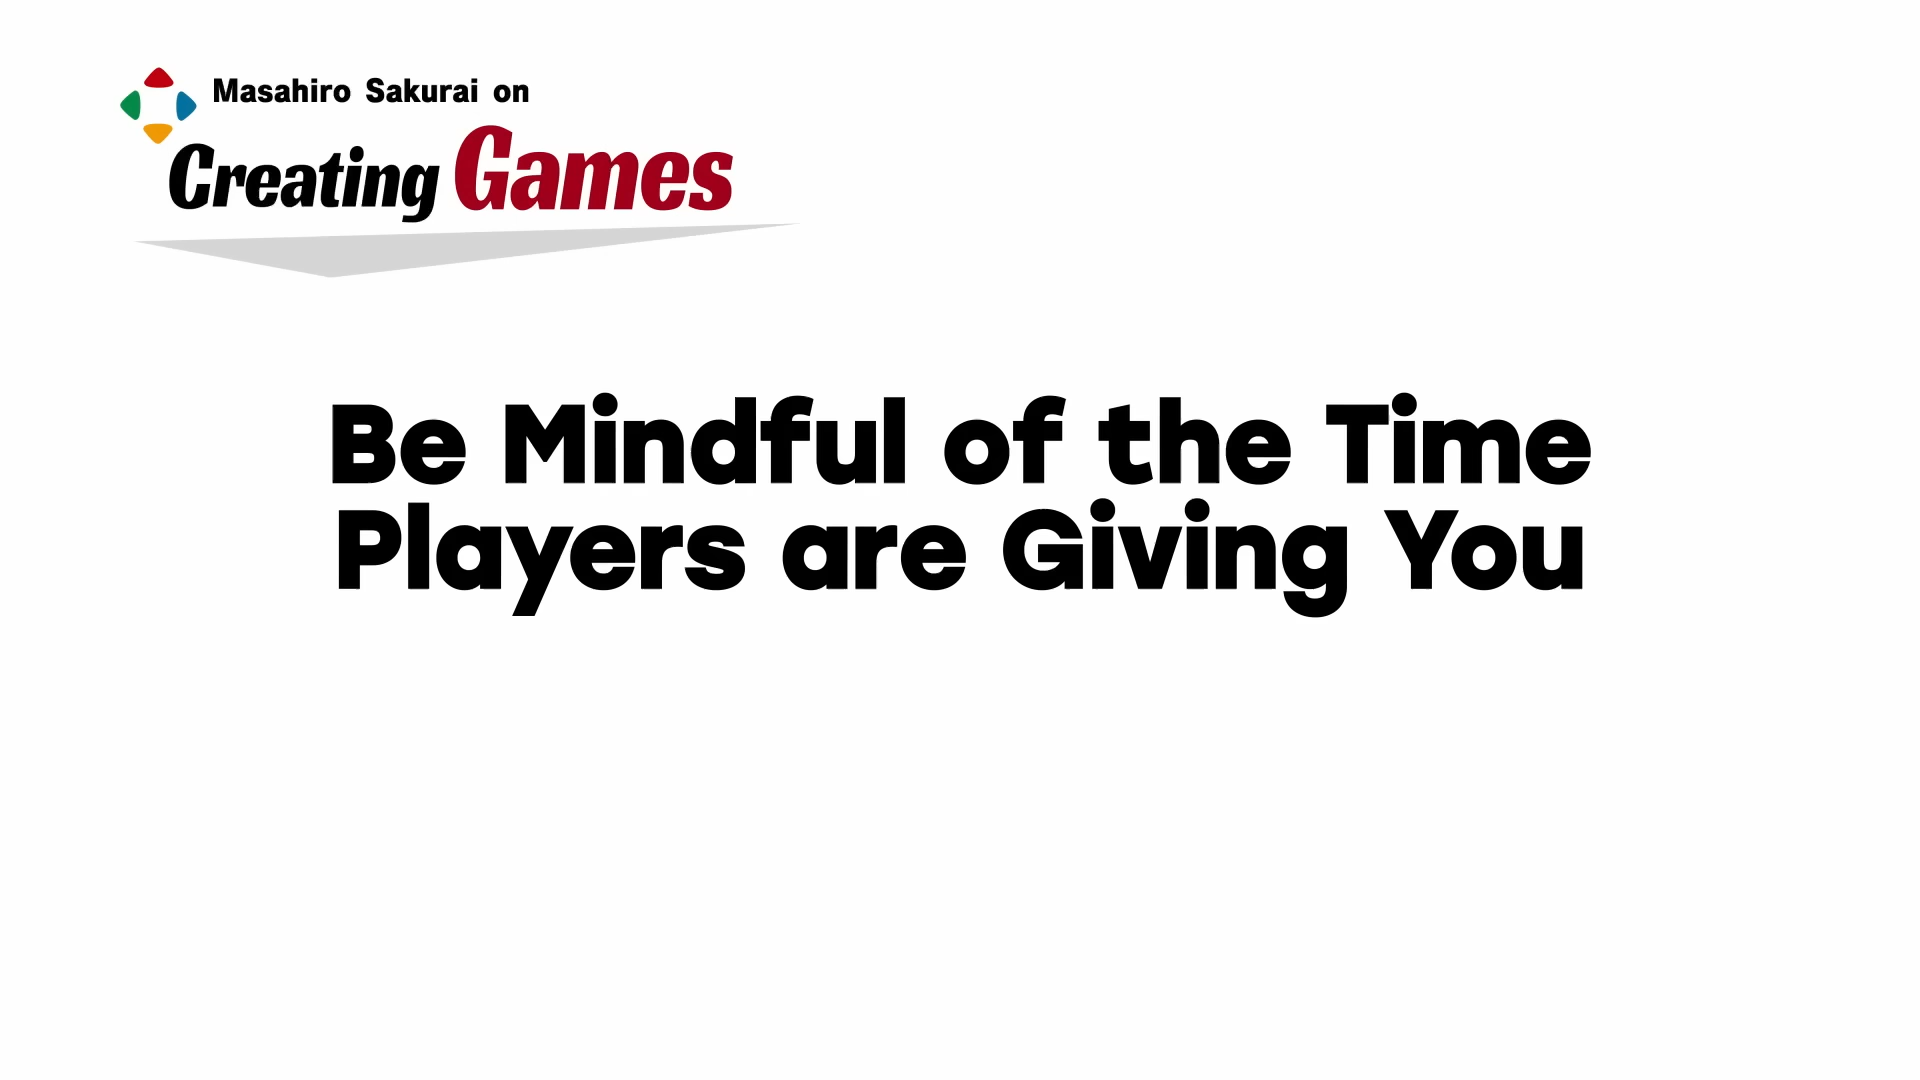 Masahiro Sakurai on
Creating Games
Be Mindful of the Time
Players are Giving You